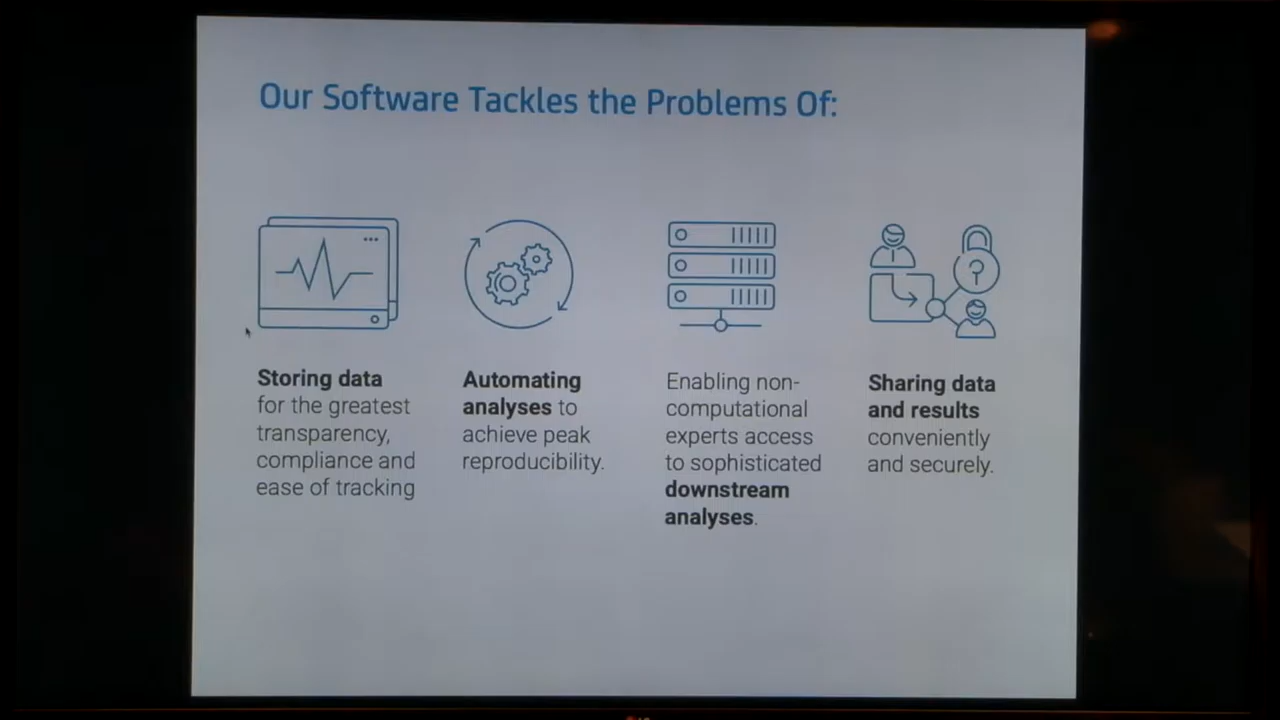 Our Software Tackles the Problems Of:
Storing data
for the greatest
transparency,
compliance and
ease of tracking
Automating
analyses to
achieve peak
reproducibility.
Enabling non-
computational
experts access
to sophisticated
downstream
analyses.
Sharing data
and results
conveniently
and securely.